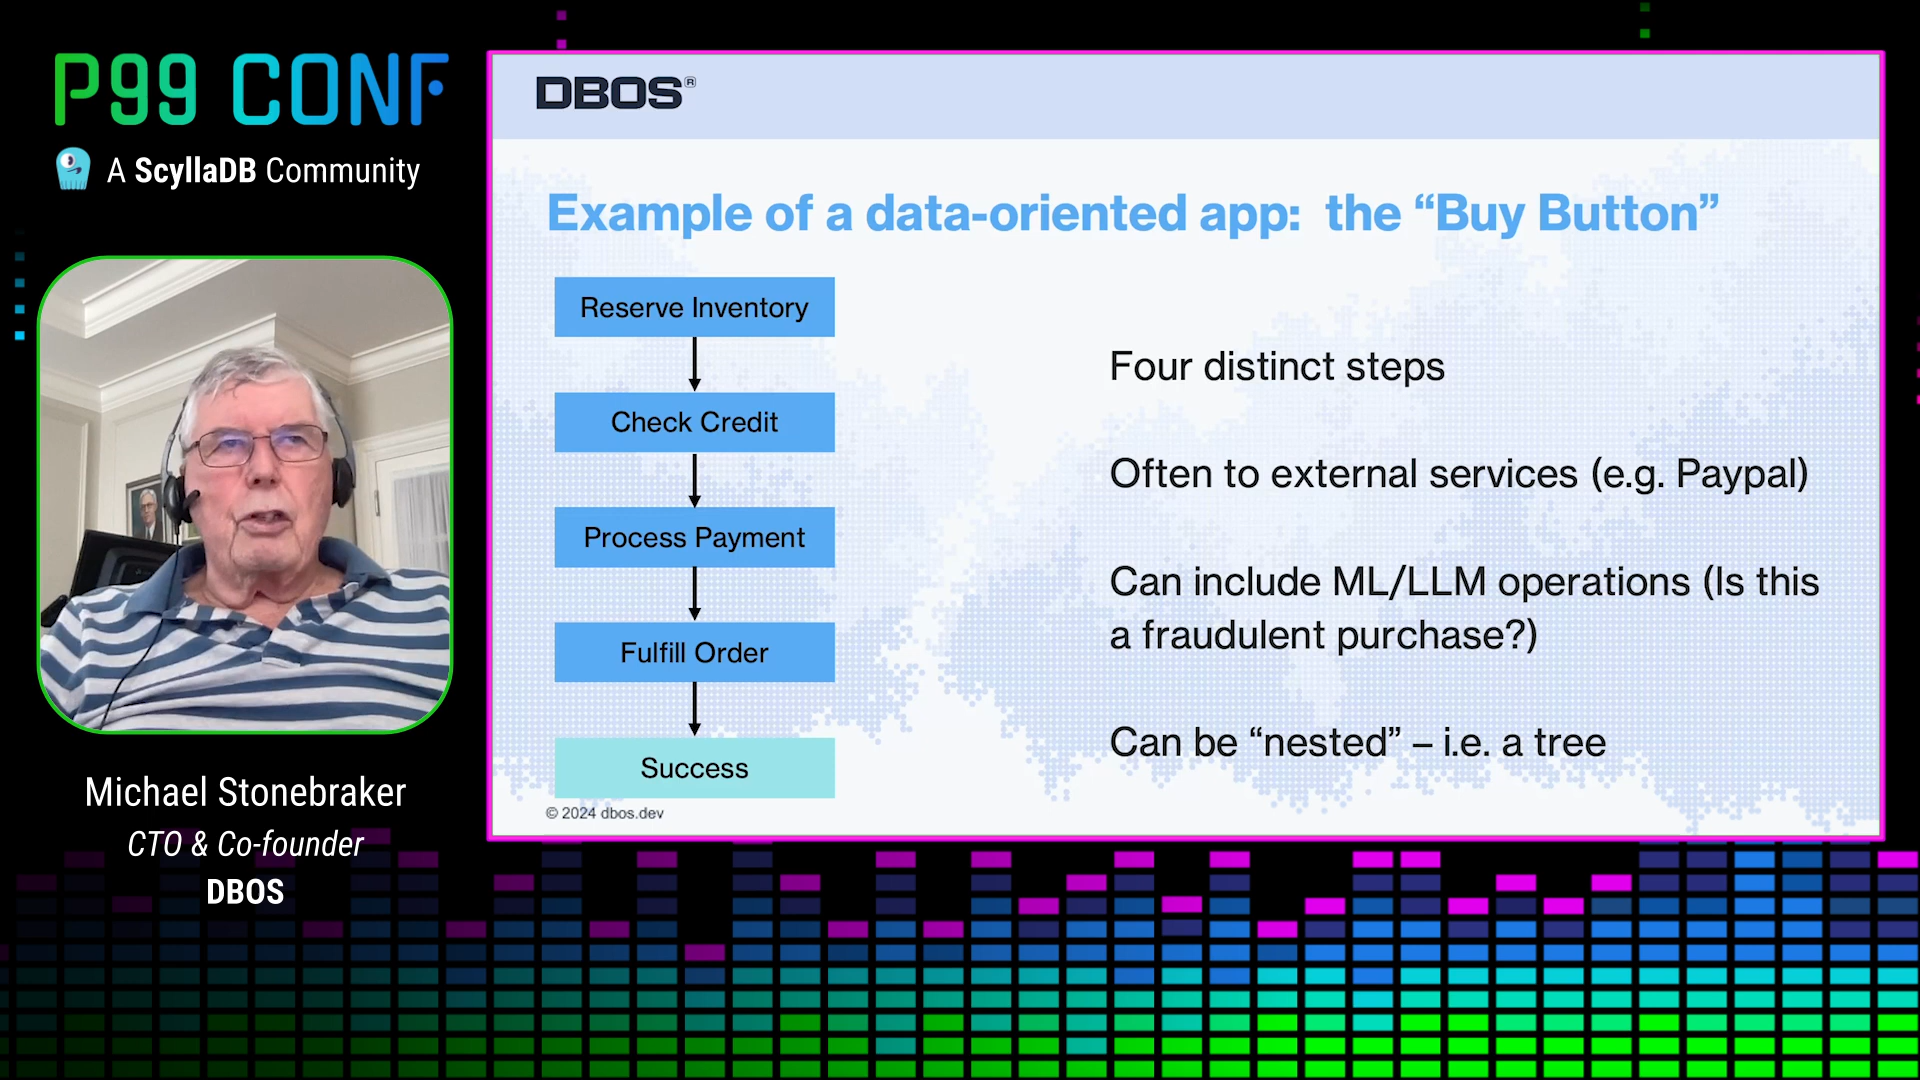 P99 CONF
A ScyllaDB Community
Michael Stonebraker
CTO & Co-founder
DBOS
DBOS®
Example of a data-oriented app:  the “Buy Button”
Reserve Inventory
Check Credit
Process Payment
Fulfill Order
Success
Four distinct steps
Often to external services (e.g. Paypal)
Can include ML/LLM operations (Is this
a fraudulent purchase?)
Can be “nested” – i.e. a tree
© 2024 dbos.dev